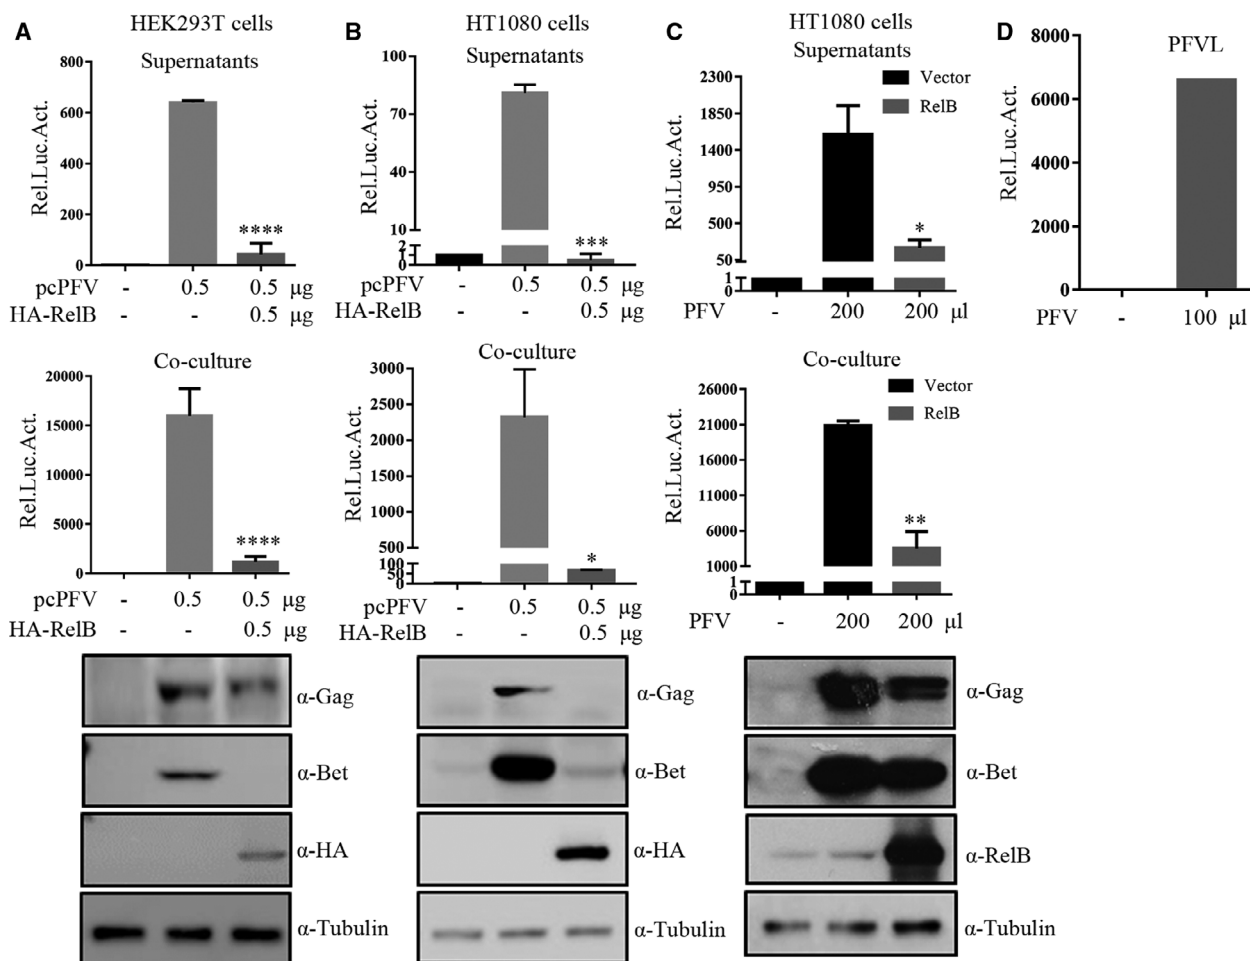 A
HEK293T cells
Supernatants
Rel.Luc.Act.
800
600
400
200
0
****
pcPFV - 0.5 0.5 μg
HA-RelB - - 0.5 μg
Co-culture
Rel.Luc.Act.
20000
15000
10000
5000
0
****
pcPFV - 0.5 0.5 μg
HA-RelB - - 0.5 μg
α-Gag
α-Bet
α-HA
α-Tubulin
B
HT1080 cells
Supernatants
Rel.Luc.Act.
100
70
40
10
2
1
0
***
pcPFV - 0.5 0.5 μg
HA-RelB - - 0.5 μg
Co-culture
Rel.Luc.Act.
3000
2500
2000
1500
1000
500
100
50
0
*
pcPFV - 0.5 0.5 μg
HA-RelB - - 0.5 μg
α-Gag
α-Bet
α-HA
α-Tubulin
C
HT1080 cells
Supernatants
Vector
RelB
Rel.Luc.Act.
2300
1850
1400
950
500
50
1
0
*
PFV - 200 200 μl
Co-culture
Vector
RelB
Rel.Luc.Act.
26000
21000
16000
11000
6000
1000
1
0
**
PFV - 200 200 μl
α-Gag
α-Bet
α-RelB
α-Tubulin
D
PFVL
Rel.Luc.Act.
8000
6000
4000
2000
0
PFV - 100 μl